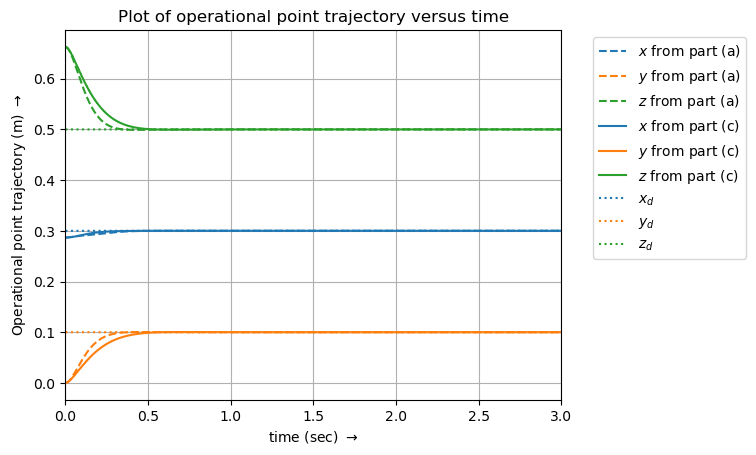 Plot of operational point trajectory versus time
Operational point trajectory (m) →
0.6
0.5
0.4
0.3
0.2
0.1
0.0
0.0 0.5 1.0 1.5 2.0 2.5 3.0
time (sec) →
x from part (a)
y from part (a)
z from part (a)
x from part (c)
y from part (c)
z from part (c)
x_d
y_d
z_d